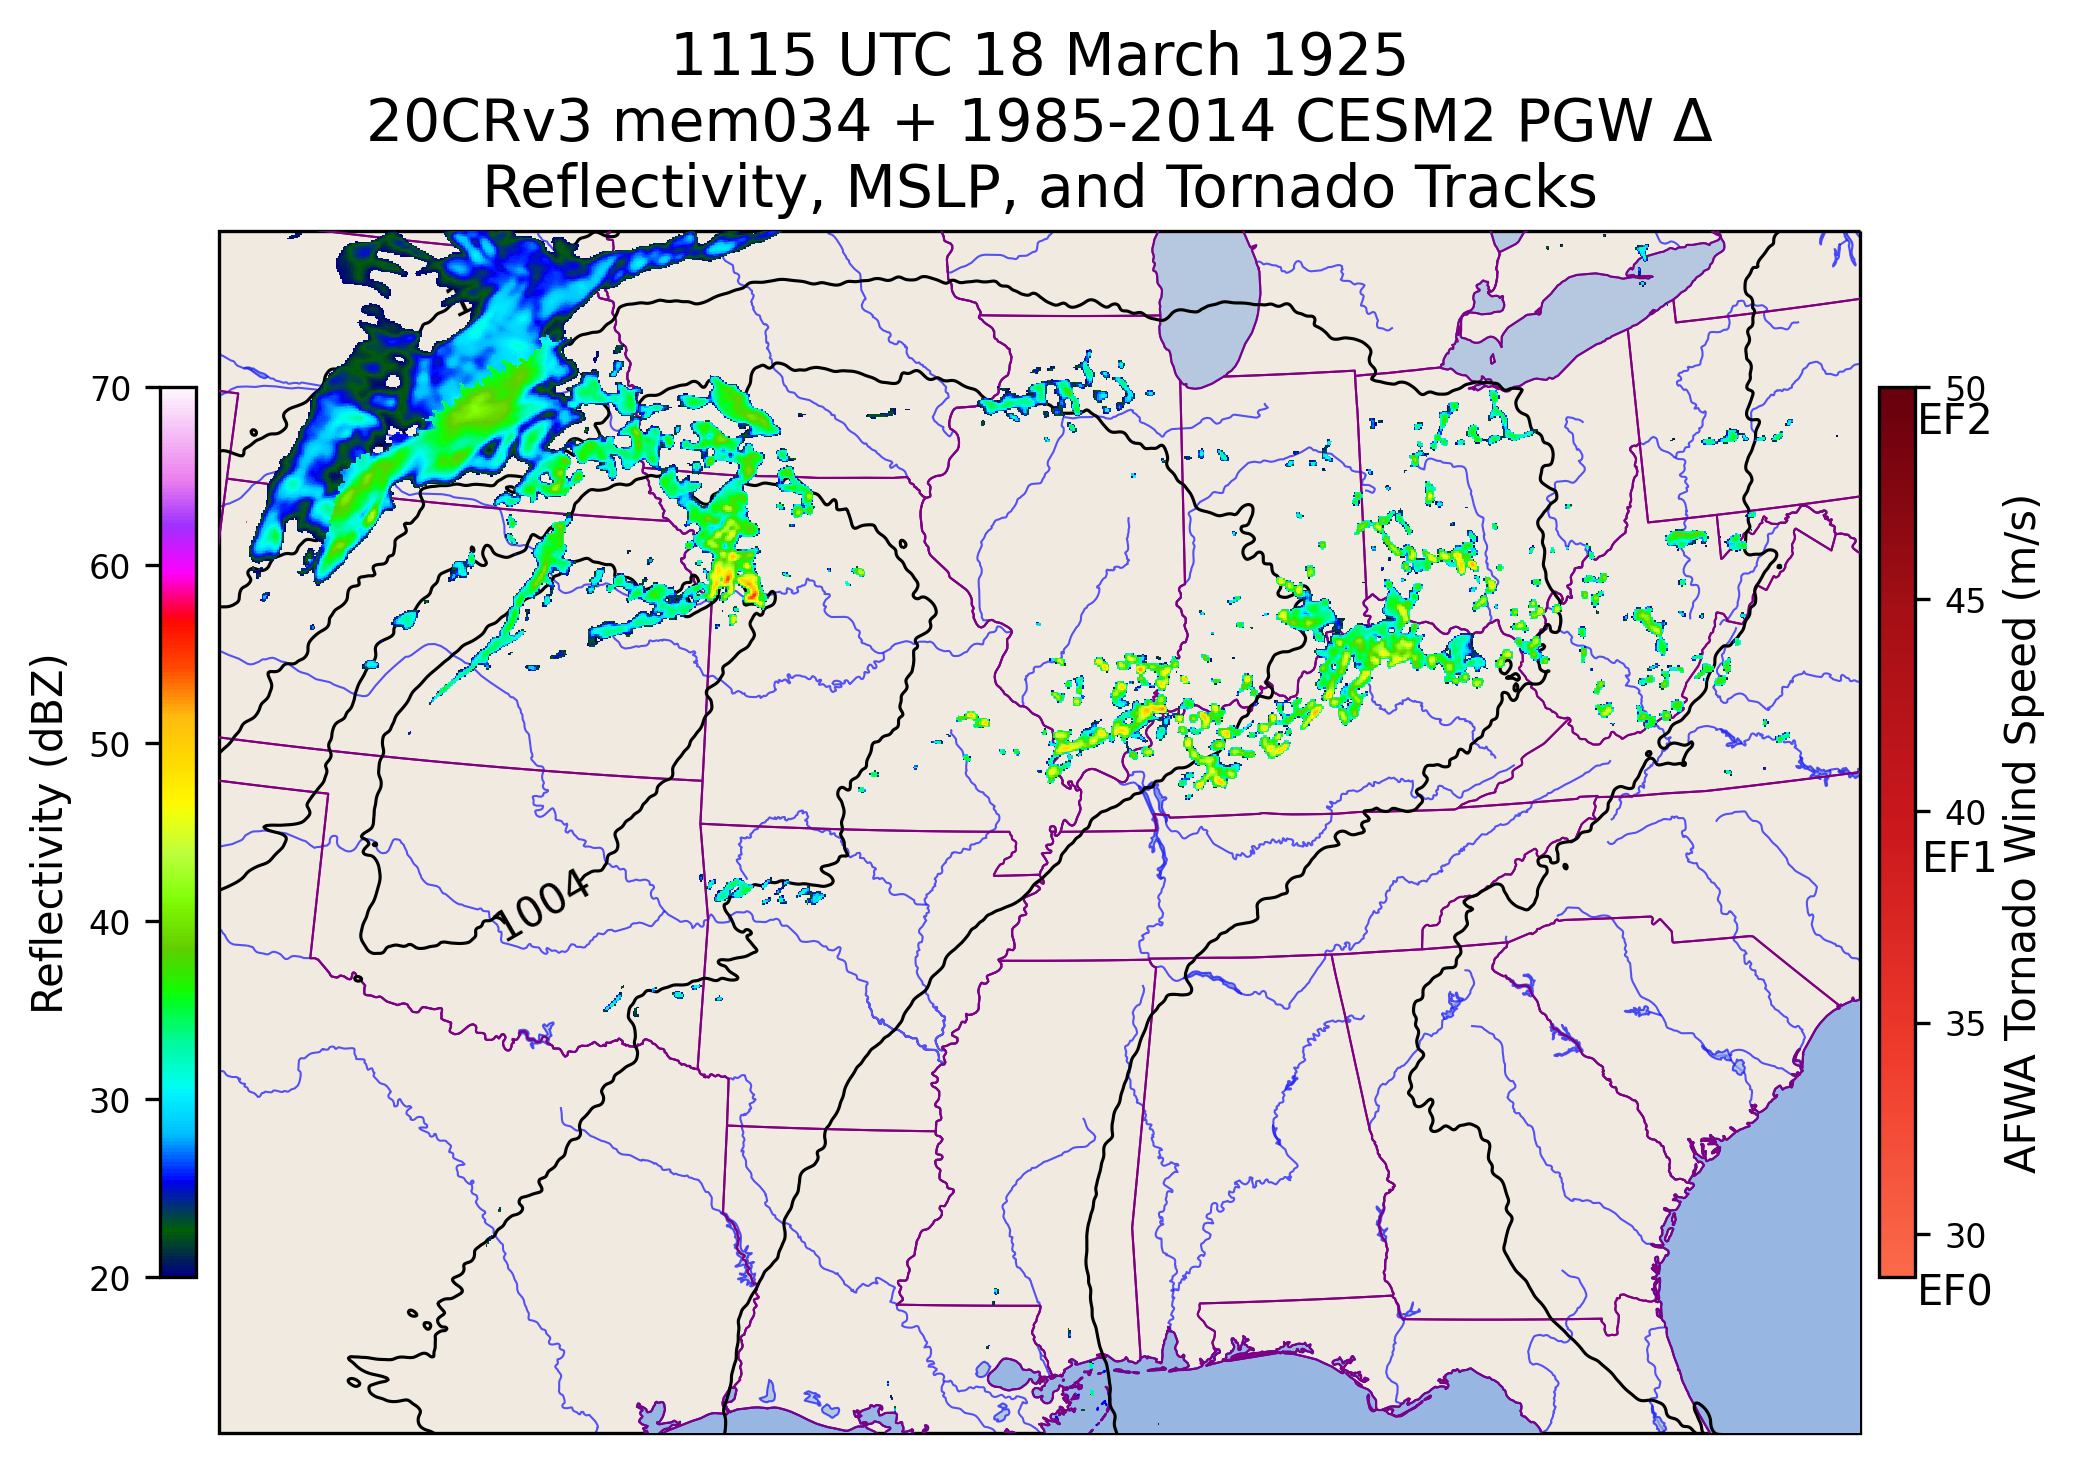 1115 UTC 18 March 1925
20CRv3 mem034 + 1985-2014 CESM2 PGW Δ
Reflectivity, MSLP, and Tornado Tracks
Reflectivity (dBZ)
70
60
50
40
30
20
1004
50
EF2
45
40
EF1
35
30
EF0
AFWA Tornado Wind Speed (m/s)